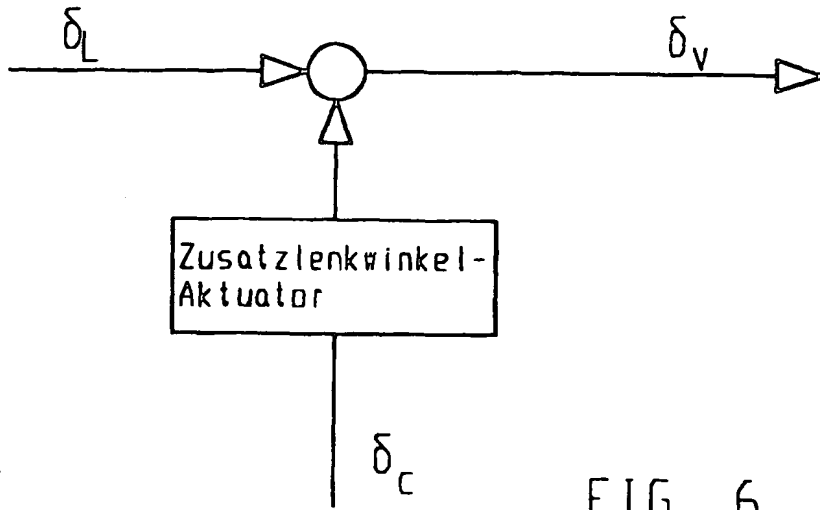 δL
δV
Zusatzlenkwinkel-
Aktuator
δC
FIG. 6